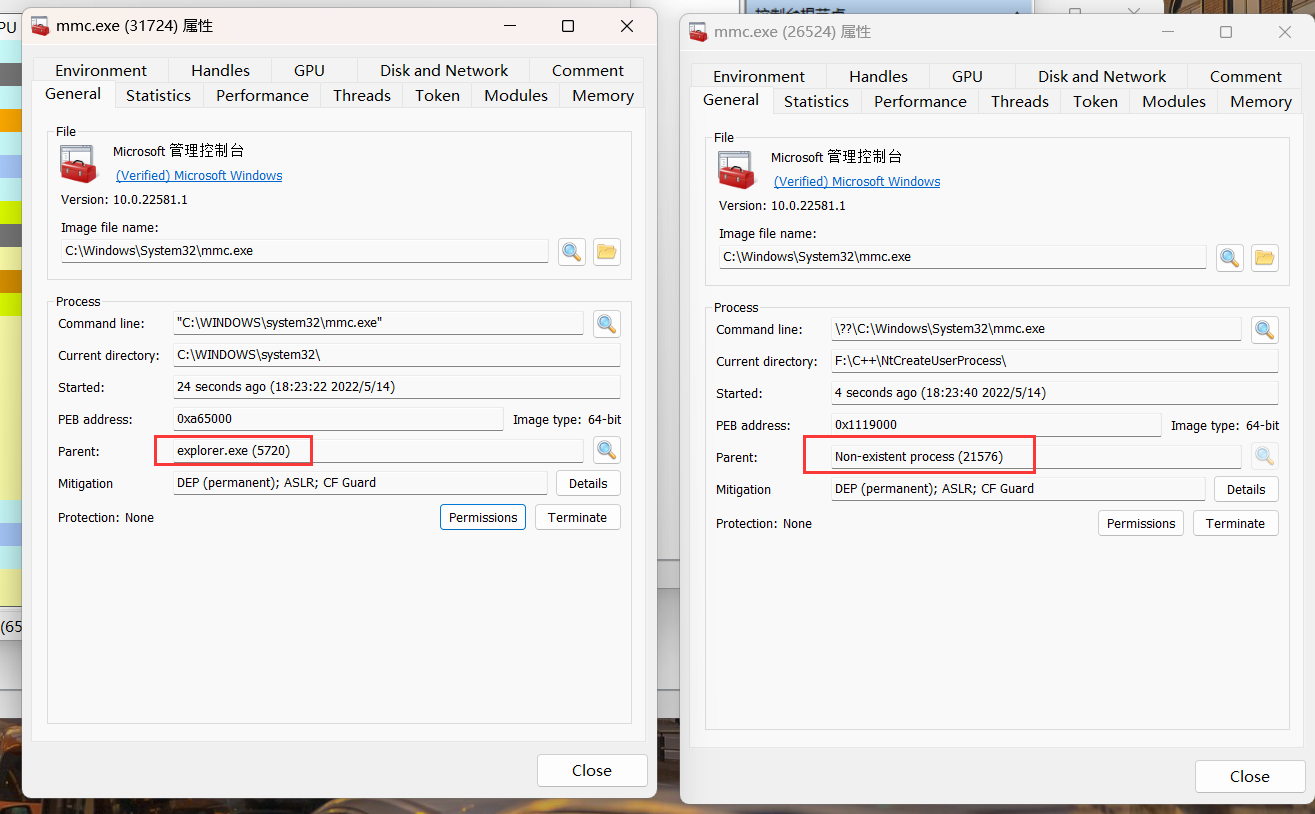 PU
(65
mmc.exe (31724) 属性
Environment
Handles
GPU
Disk and Network
Comment
General
Statistics
Performance
Threads
Token
Modules
Memory
File
Microsoft 管理控制台
(Verified) Microsoft Windows
Version: 10.0.22581.1
Image file name:
C:\Windows\System32\mmc.exe
Process
Command line: "C:\WINDOWS\system32\mmc.exe"
Current directory: C:\WINDOWS\system32\
Started: 24 seconds ago (18:23:22 2022/5/14)
PEB address: 0xa65000 Image type: 64-bit
Parent: explorer.exe (5720)
Mitigation DEP (permanent); ASLR; CF Guard Details
Protection: None Permissions Terminate
Close
mmc.exe (26524) 属性
Environment
Handles
GPU
Disk and Network
Comment
General
Statistics
Performance
Threads
Token
Modules
Memory
File
Microsoft 管理控制台
(Verified) Microsoft Windows
Version: 10.0.22581.1
Image file name:
C:\Windows\System32\mmc.exe
Process
Command line: \??\C:\Windows\System32\mmc.exe
Current directory: F:\C++\NtCreateUserProcess\
Started: 4 seconds ago (18:23:40 2022/5/14)
PEB address: 0x1119000 Image type: 64-bit
Parent: Non-existent process (21576)
Mitigation DEP (permanent); ASLR; CF Guard Details
Protection: None Permissions Terminate
Close